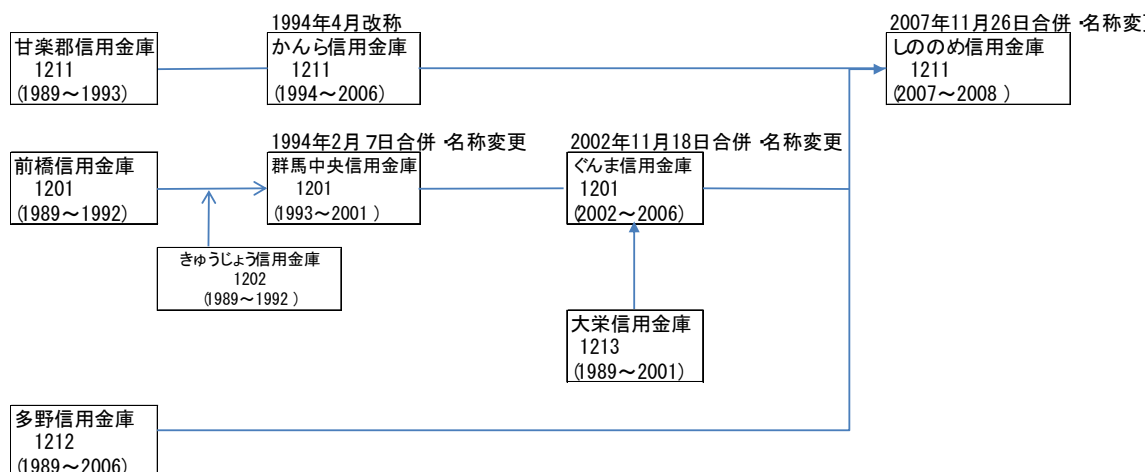 1994年4月改称
2007年11月26日合併・名称変
甘楽郡信用金庫
1211
(1989～1993)
かんら信用金庫
1211
(1994～2006)
しののめ信用金庫
1211
(2007～2008 )
1994年2月7日合併・名称変更
2002年11月18日合併・名称変更
前橋信用金庫
1201
(1989～1992)
群馬中央信用金庫
1201
(1993～2001 )
ぐんま信用金庫
1201
(2002～2006)
きゅうじょう信用金庫
1202
(1989～1992 )
大栄信用金庫
1213
(1989～2001)
多野信用金庫
1212
(1989～2006)